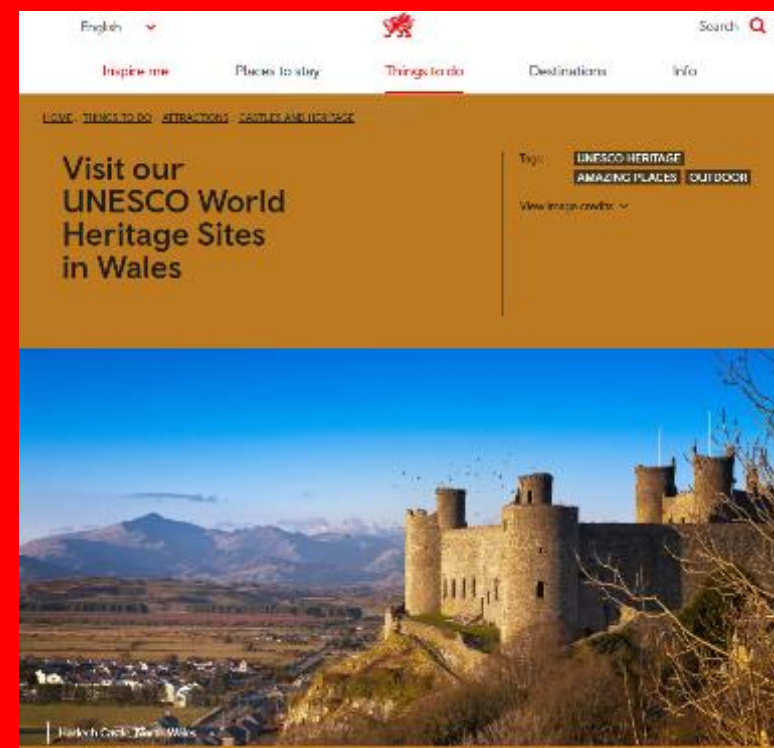 English
Search
Inspire me Places to stay Things to do Destinations Info
HOME THINGS TO DO ATTRACTIONS CASTLES AND HERITAGE
Visit our
UNESCO World
Heritage Sites
in Wales
Tags: UNESCO HERITAGE
AMAZING PLACES OUTDOOR
View image credits
Harlech Castle, North Wales